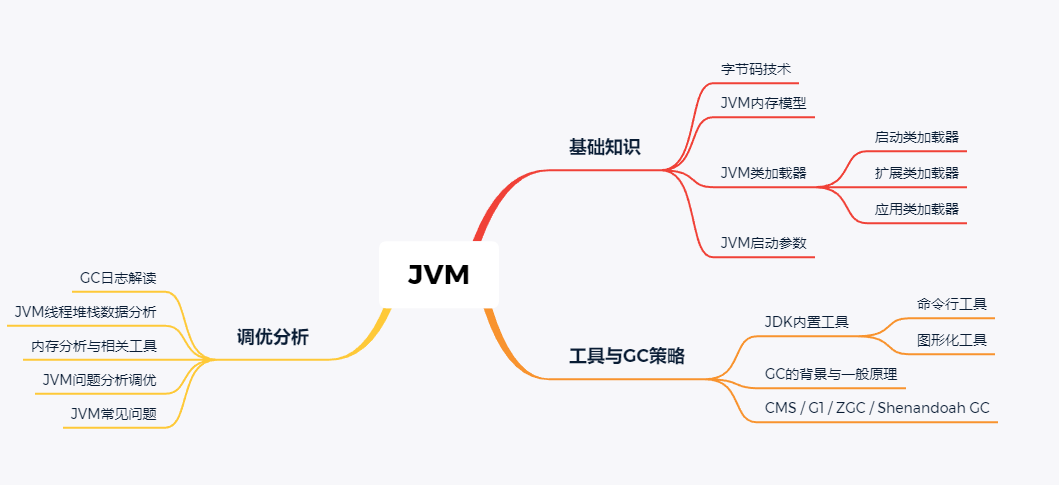 JVM
基础知识
字节码技术
JVM内存模型
JVM类加载器
启动类加载器
扩展类加载器
应用类加载器
JVM启动参数
工具与GC策略
JDK内置工具
命令行工具
图形化工具
GC的背景与一般原理
CMS / G1 / ZGC / Shenandoah GC
调优分析
GC日志解读
JVM线程堆栈数据分析
内存分析与相关工具
JVM问题分析调优
JVM常见问题